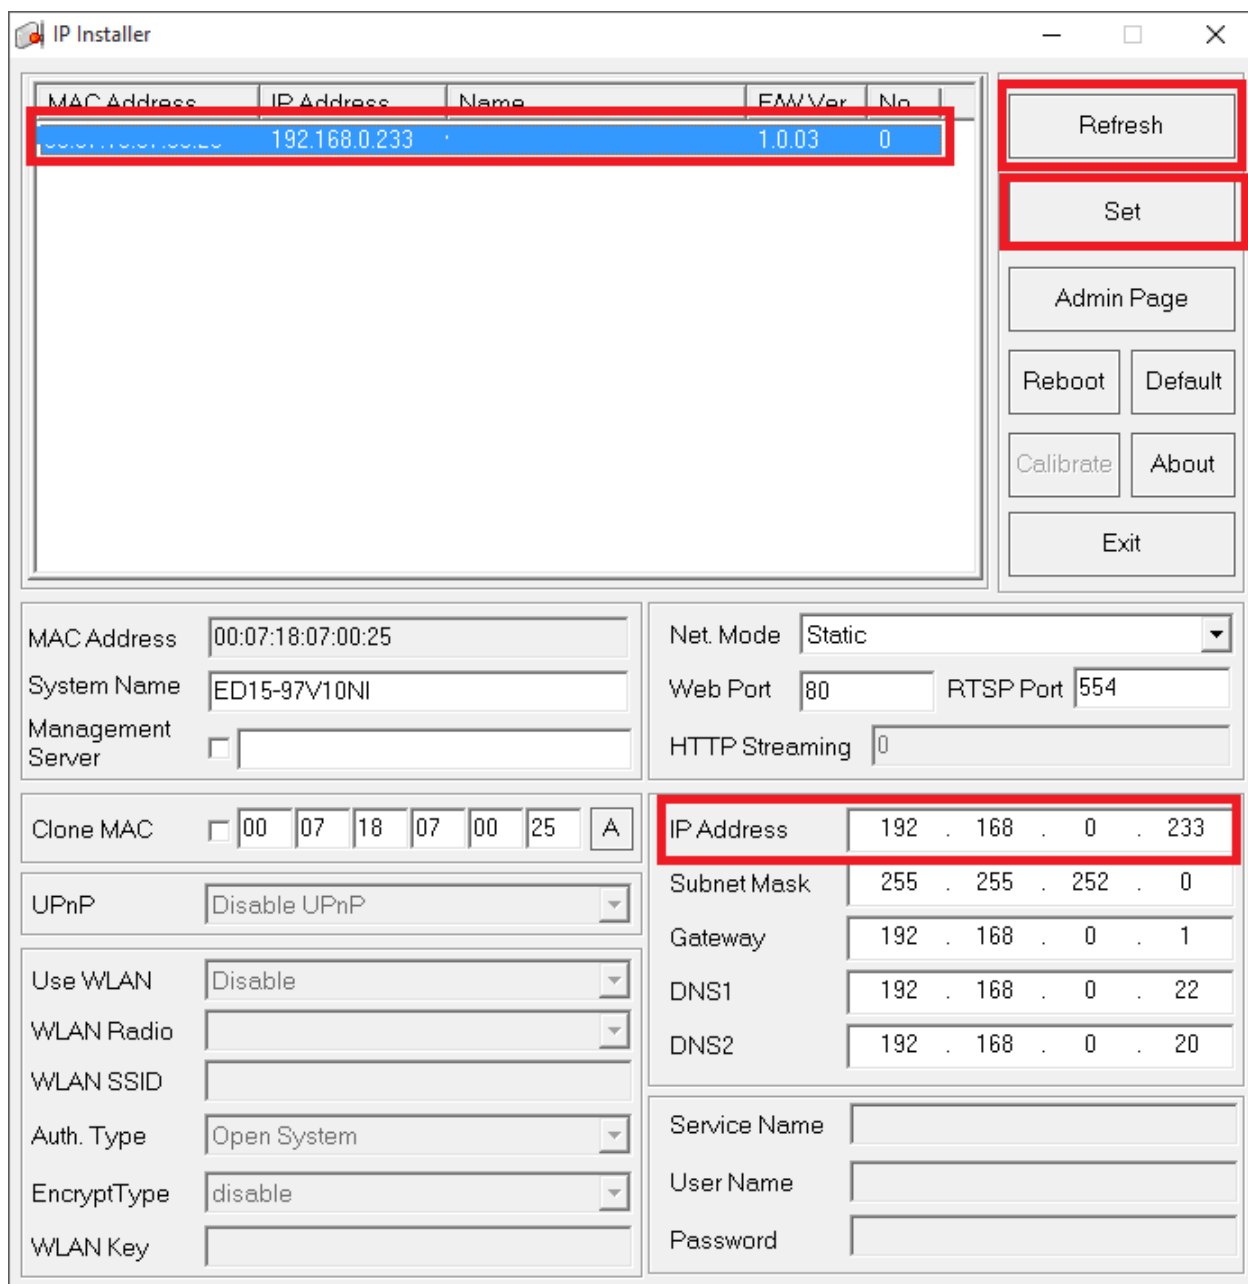 IP Installer
MAC Address IP Address Name F/W Ver No
192.168.0.233 1.0.03 0
Refresh
Set
Admin Page
Reboot Default
Calibrate About
Exit
MAC Address 00:07:18:07:00:25
System Name ED15-97V10NI
Management
Server
Clone MAC 00 07 18 07 00 25 A
UPnP Disable UPnP
Use WLAN Disable
WLAN Radio
WLAN SSID
Auth. Type Open System
EncryptType disable
WLAN Key
Net. Mode Static
Web Port 80 RTSP Port 554
HTTP Streaming 0
IP Address 192 . 168 . 0 . 233
Subnet Mask 255 . 255 . 252 . 0
Gateway 192 . 168 . 0 . 1
DNS1 192 . 168 . 0 . 22
DNS2 192 . 168 . 0 . 20
Service Name
User Name
Password